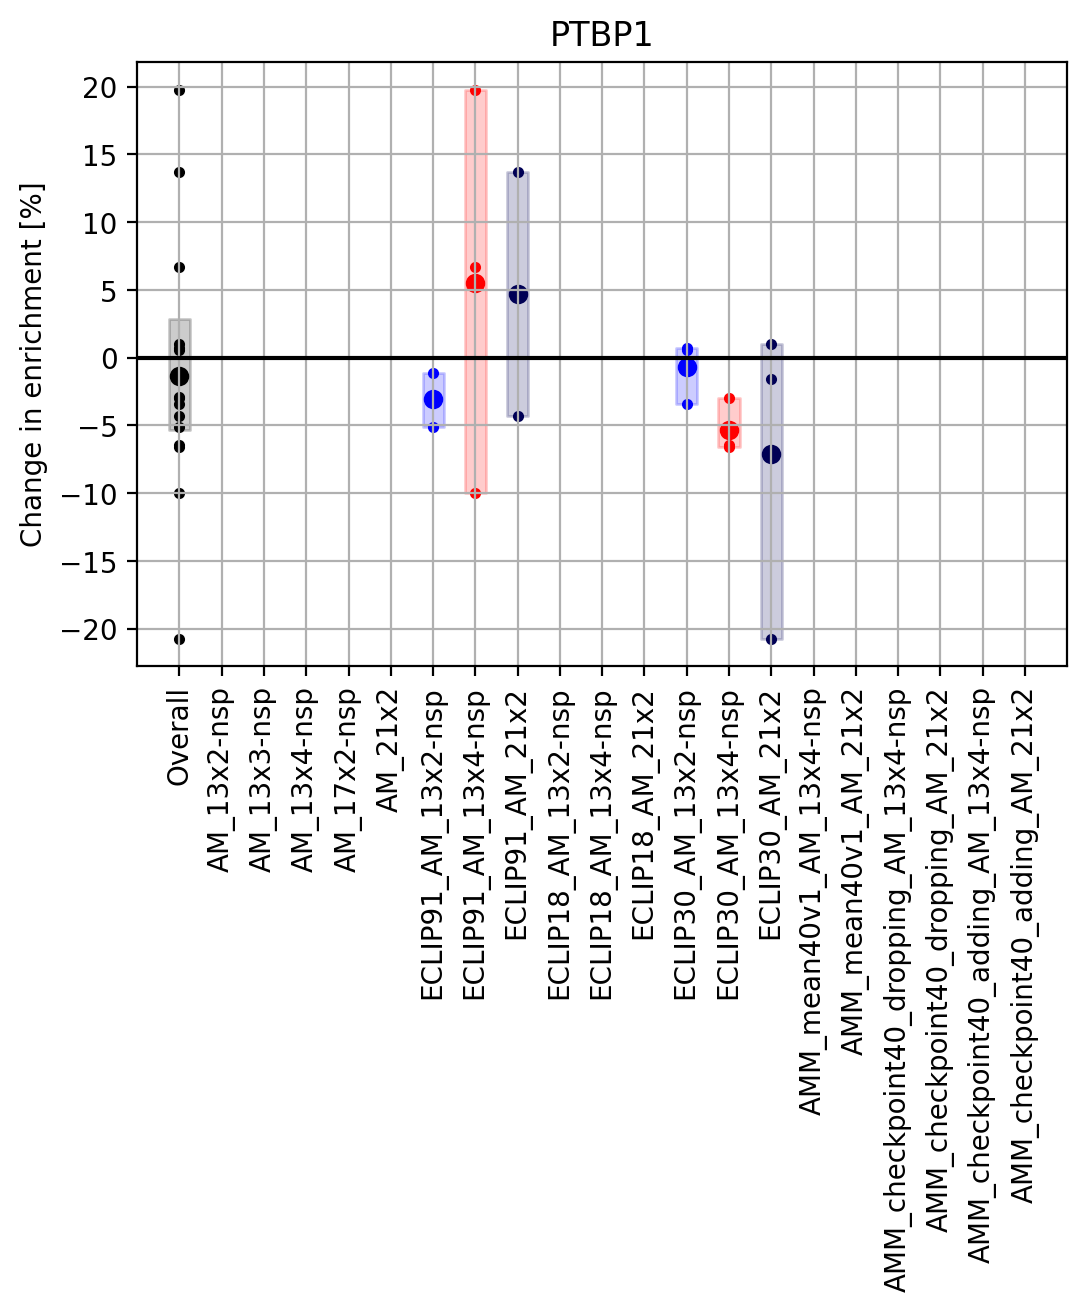 PTBP1
Change in enrichment [%]
20
15
10
5
0
−5
−10
−15
−20
Overall
AM_13x2-nsp
AM_13x3-nsp
AM_13x4-nsp
AM_17x2-nsp
AM_21x2
ECLIP91_AM_13x2-nsp
ECLIP91_AM_13x4-nsp
ECLIP91_AM_21x2
ECLIP18_AM_13x2-nsp
ECLIP18_AM_13x4-nsp
ECLIP18_AM_21x2
ECLIP30_AM_13x2-nsp
ECLIP30_AM_13x4-nsp
ECLIP30_AM_21x2
AMM_mean40v1_AM_13x4-nsp
AMM_mean40v1_AM_21x2
AMM_checkpoint40_dropping_AM_13x4-nsp
AMM_checkpoint40_dropping_AM_21x2
AMM_checkpoint40_adding_AM_13x4-nsp
AMM_checkpoint40_adding_AM_21x2